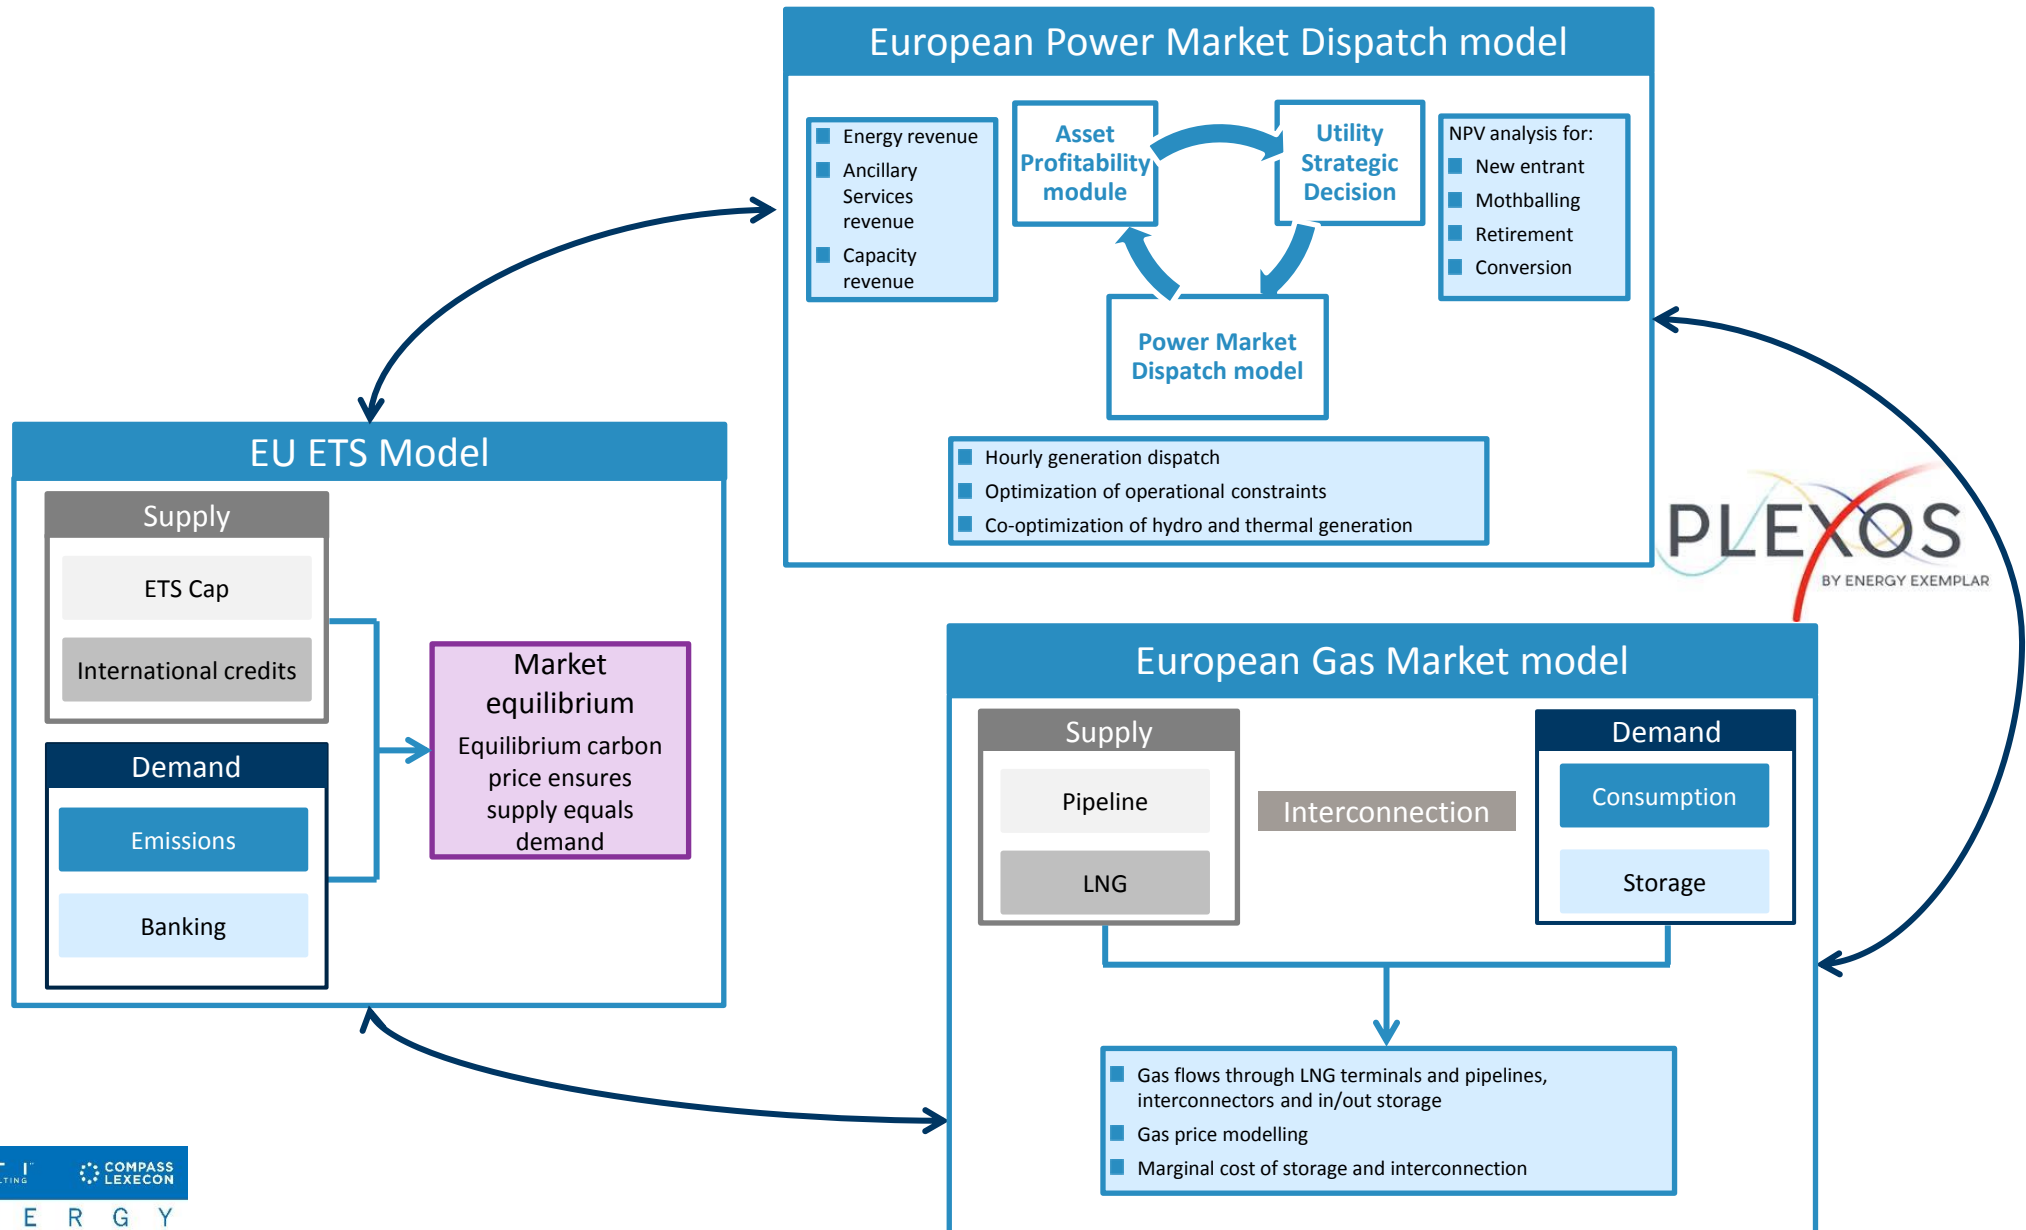 European Power Market Dispatch model
Energy revenue
Ancillary
Services
revenue
Capacity
revenue
Asset
Profitability
module
Utility
Strategic
Decision
NPV analysis for:
New entrant
Mothballing
Retirement
Conversion
Power Market
Dispatch model
Hourly generation dispatch
Optimization of operational constraints
Co-optimization of hydro and thermal generation
PLEXOS
BY ENERGY EXEMPLAR
EU ETS Model
Supply
ETS Cap
International credits
Demand
Emissions
Banking
Market
equilibrium
Equilibrium carbon
price ensures
supply equals
demand
European Gas Market model
Supply
Pipeline
LNG
Interconnection
Demand
Consumption
Storage
Gas flows through LNG terminals and pipelines,
interconnectors and in/out storage
Gas price modelling
Marginal cost of storage and interconnection
COMPASS
LEXECON
E R G Y